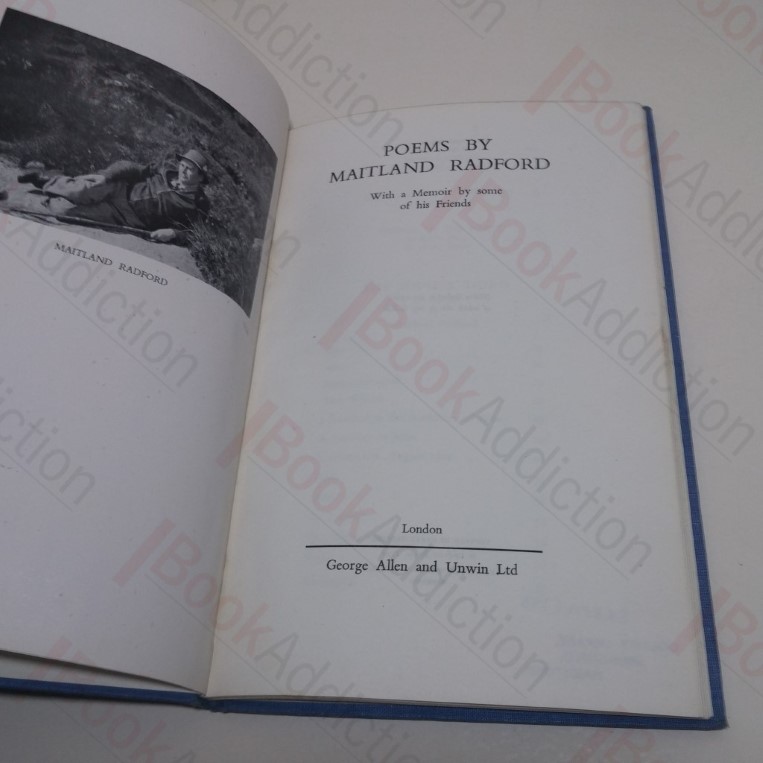 MAITLAND RADFORD
POEMS BY
MAITLAND RADFORD
With a Memoir by some
of his Friends
London
George Allen and Unwin Ltd
BookAddiction